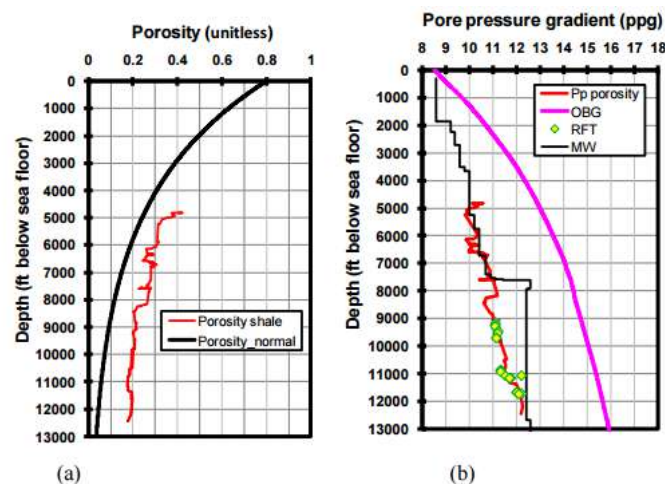 Porosity (unitless)
0 0.2 0.4 0.6 0.8 1
0
1000
2000
3000
4000
5000
6000
7000
8000
9000
10000
11000
12000
13000
Depth (ft below sea floor)
Porosity shale
Porosity_normal
(a)
Pore pressure gradient (ppg)
8 9 10 11 12 13 14 15 16 17 18
0
1000
2000
3000
4000
5000
6000
7000
8000
9000
10000
11000
12000
13000
Depth (ft below sea floor)
Pp porosity
OBG
RFT
MW
(b)